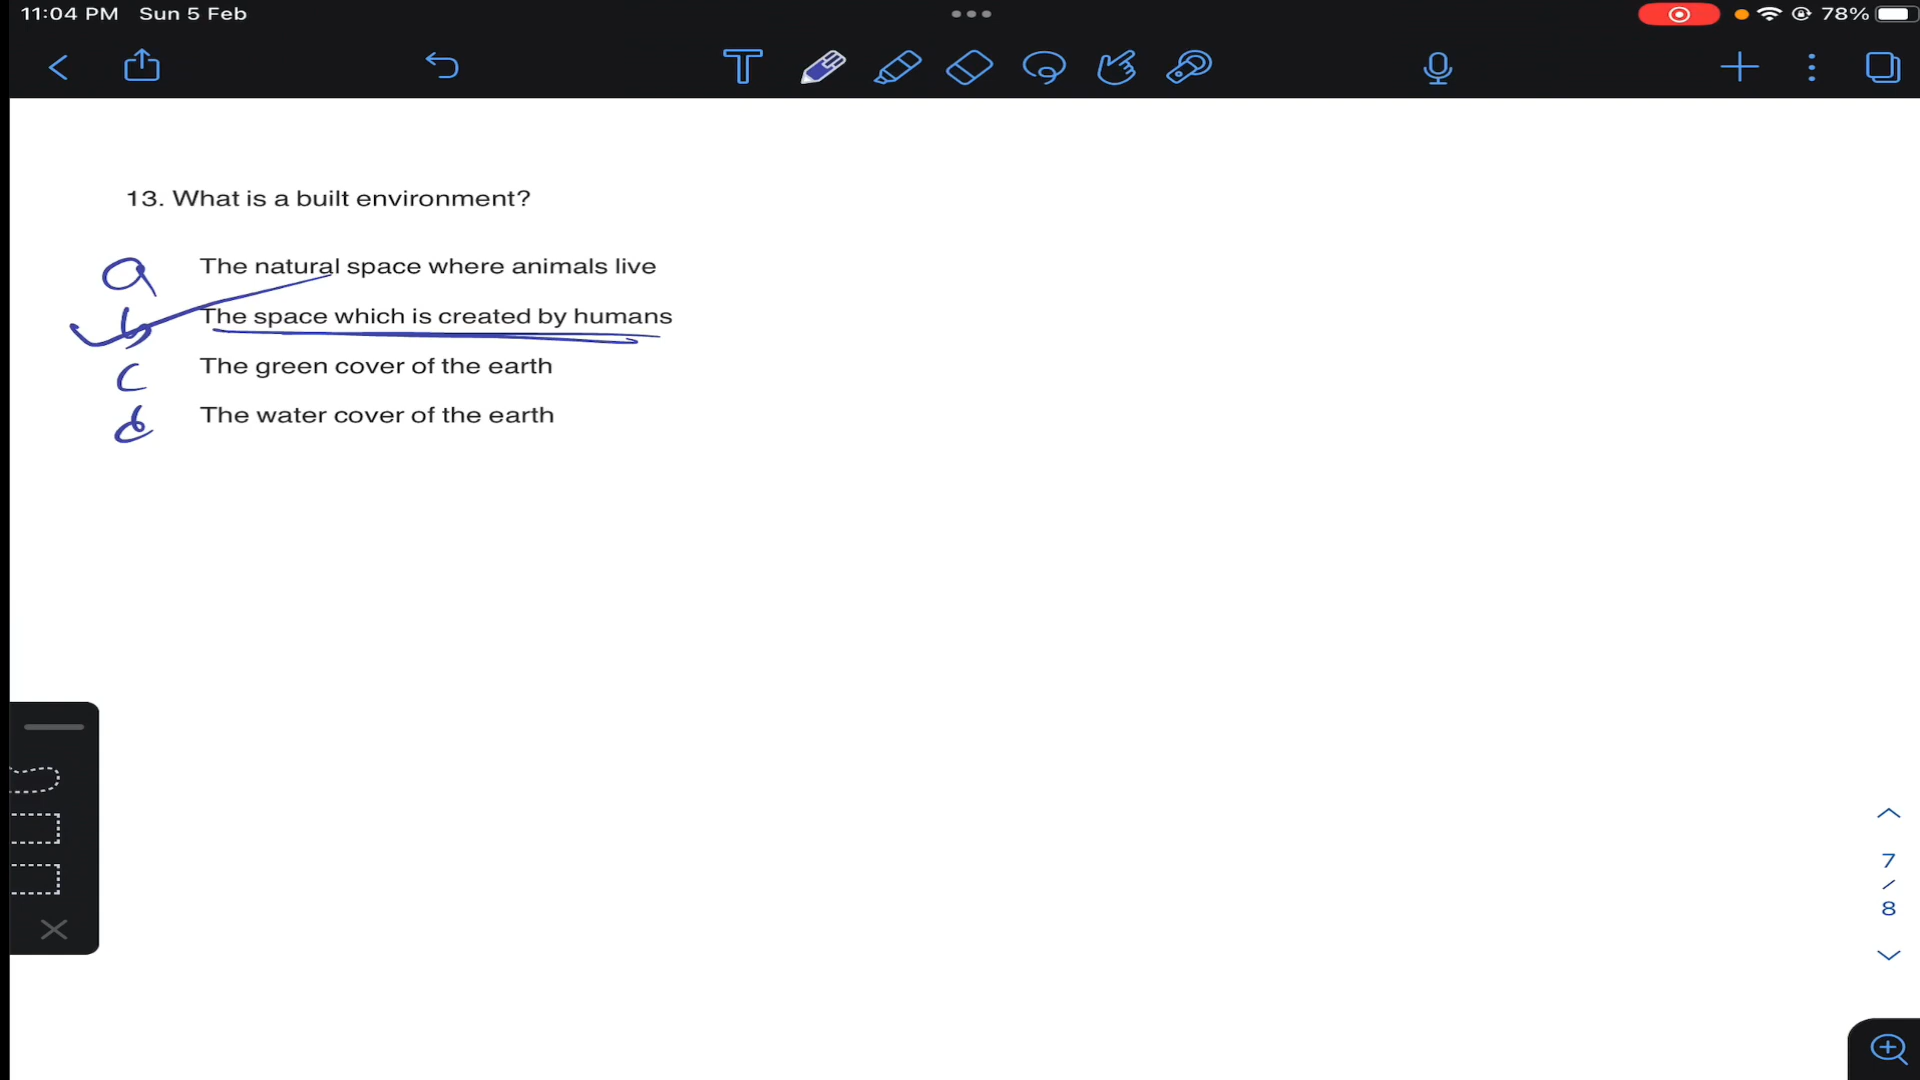 11:04 PM Sun 5 Feb
78%
T
13. What is a built environment?
a The natural space where animals live
b The space which is created by humans
c The green cover of the earth
d The water cover of the earth
7
/
8